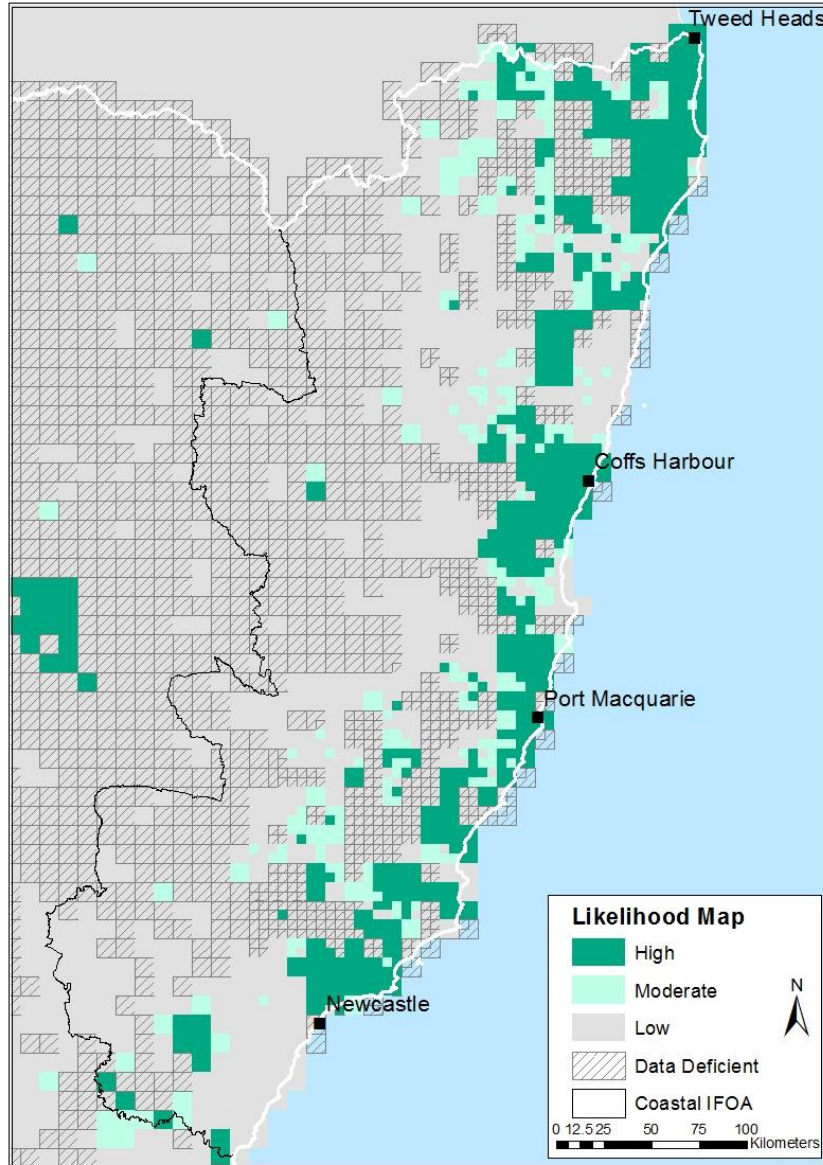 Tweed Heads
Coffs Harbour
Port Macquarie
Newcastle
Likelihood Map
High
Moderate
Low
Data Deficient
Coastal IFOA
N
0 12.5 25 50 75 100
Kilometers